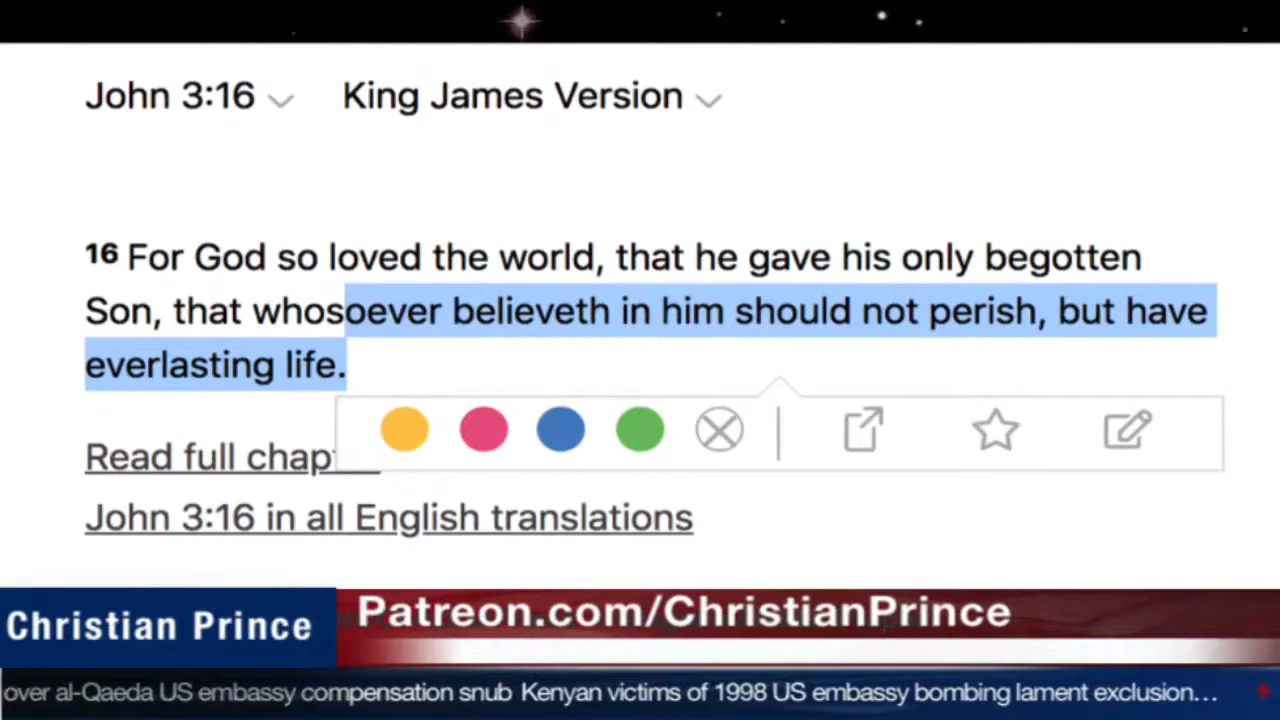 John 3:16 King James Version
16 For God so loved the world, that he gave his only begotten
Son, that whosoever believeth in him should not perish, but have
everlasting life.
Read full chap
John 3:16 in all English translations
Christian Prince
Patreon.com/ChristianPrince
over al-Qaeda US embassy compensation snub Kenyan victims of 1998 US embassy bombing lament exclusion...